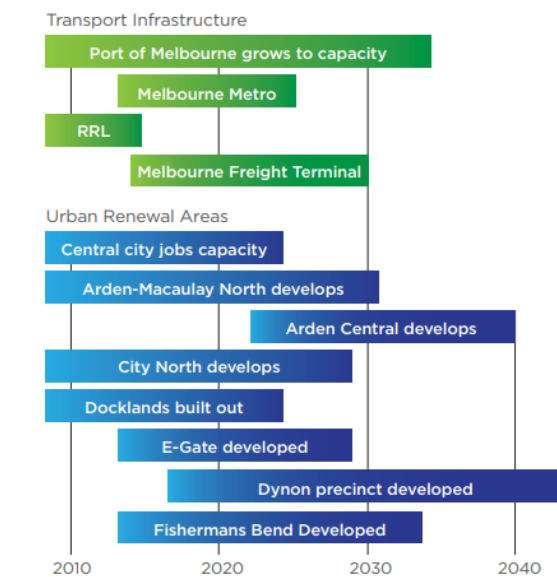 Transport Infrastructure
Port of Melbourne grows to capacity
Melbourne Metro
RRL
Melbourne Freight Terminal
Urban Renewal Areas
Central city jobs capacity
Arden-Macaulay North develops
Arden Central develops
City North develops
Docklands built out
E-Gate developed
Dynon precinct developed
Fishermans Bend Developed
2010 2020 2030 2040